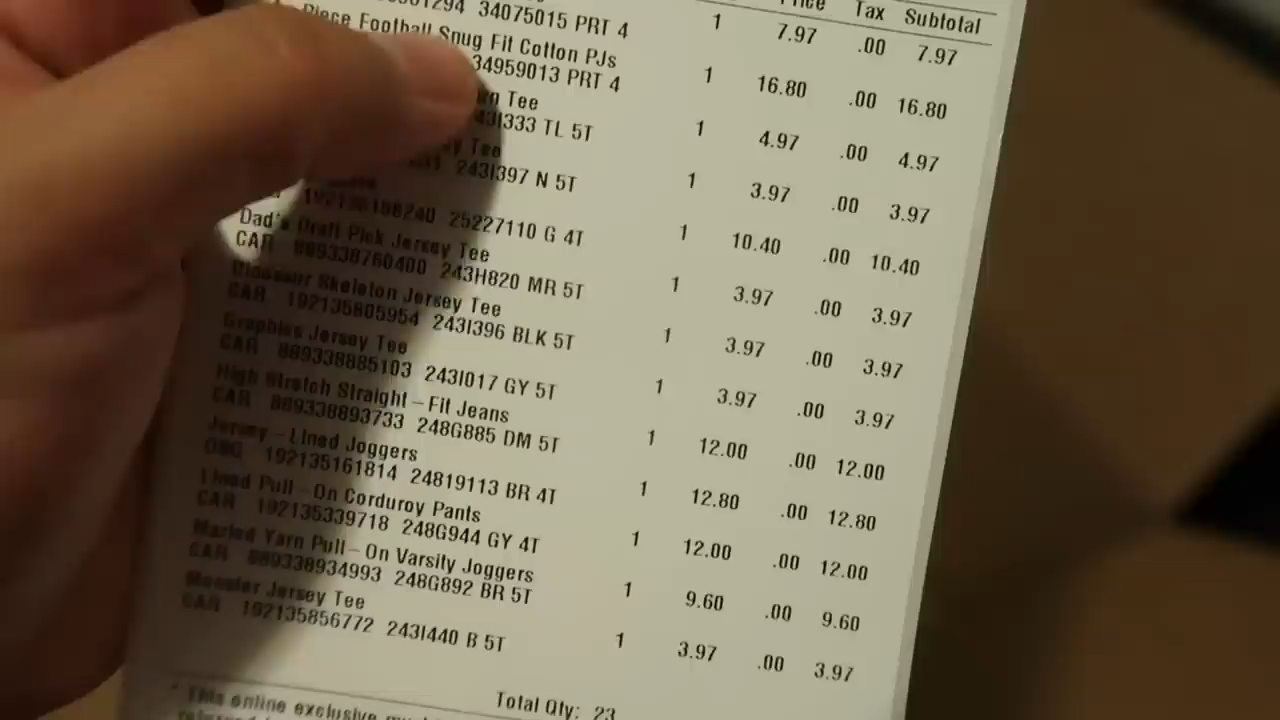 Price Tax Subtotal
34075015 PRT 4 1 7.97 .00 7.97
Piece Football Snug Fit Cotton PJs
34959013 PRT 4 1 16.80 .00 16.80
Tee
TL 5T 1 4.97 .00 4.97
Tee
243I397 N 5T 1 3.97 .00 3.97
25227110 G 4T 1 10.40 .00 10.40
Dad's Draft Pick Jersey Tee
CAR 889338760400 243H820 MR 5T 1 3.97 .00 3.97
Dinosaur Skeleton Jersey Tee
CAR 192135805954 243I396 BLK 5T 1 3.97 .00 3.97
Graphics Jersey Tee
CAR 889338885103 243I017 GY 5T 1 3.97 .00 3.97
High Stretch Straight – Fit Jeans
CAR 889338893733 248G885 DM 5T 1 12.00 .00 12.00
Jersey – Lined Joggers
192135161814 24819113 BR 4T 1 12.80 .00 12.80
Lined Pull – On Corduroy Pants
CAR 192135339718 248G944 GY 4T 1 12.00 .00 12.00
Marled Yarn Pull – On Varsity Joggers
CAR 889338934993 248G892 BR 5T 1 9.60 .00 9.60
Monster Jersey Tee
CAR 192135856772 243I440 B 5T 1 3.97 .00 3.97
Total Qty: 23
* This online exclusive